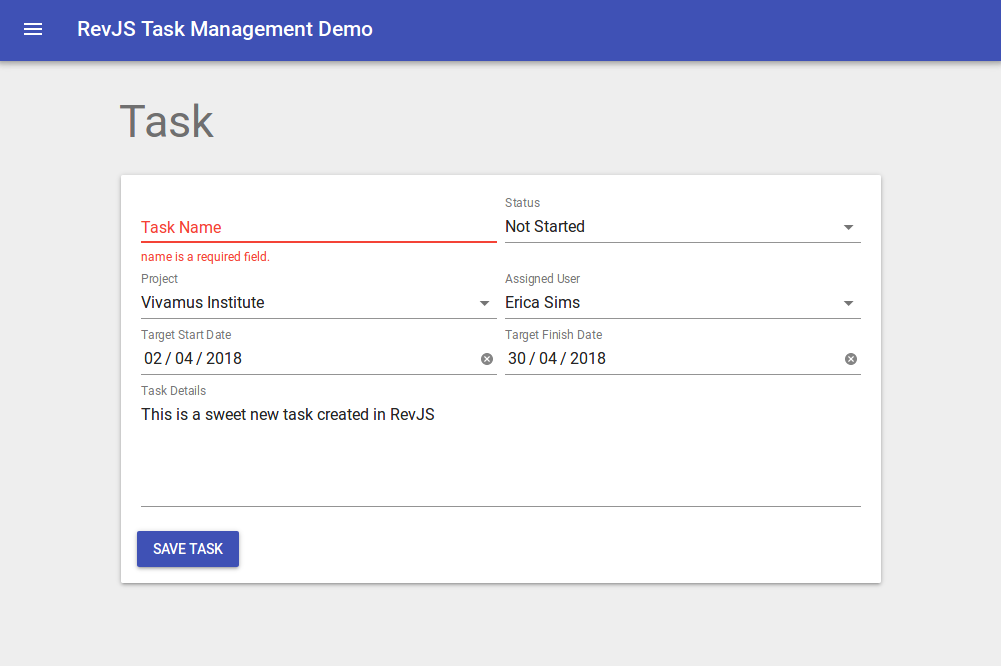 RevJS Task Management Demo
Task
Task Name
name is a required field.
Status
Not Started
Project
Vivamus Institute
Assigned User
Erica Sims
Target Start Date
02 / 04 / 2018
Target Finish Date
30 / 04 / 2018
Task Details
This is a sweet new task created in RevJS
SAVE TASK